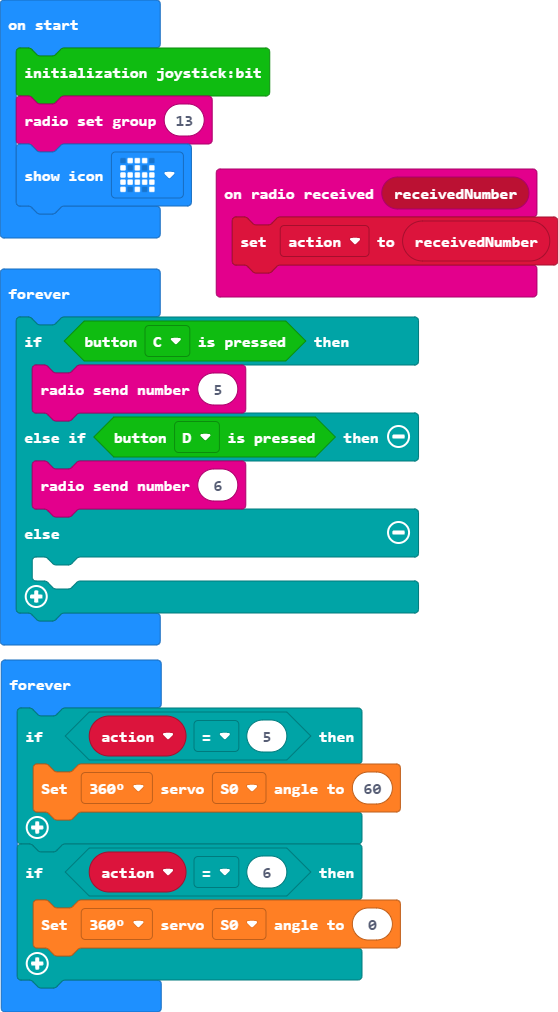 on start
initialization joystick:bit
radio set group 13
show icon
on radio received receivedNumber
set action to receivedNumber
forever
if button C is pressed then
radio send number 5
else if button D is pressed then
radio send number 6
else
forever
if action = 5 then
Set 360º servo S0 angle to 60
if action = 6 then
Set 360º servo S0 angle to 0